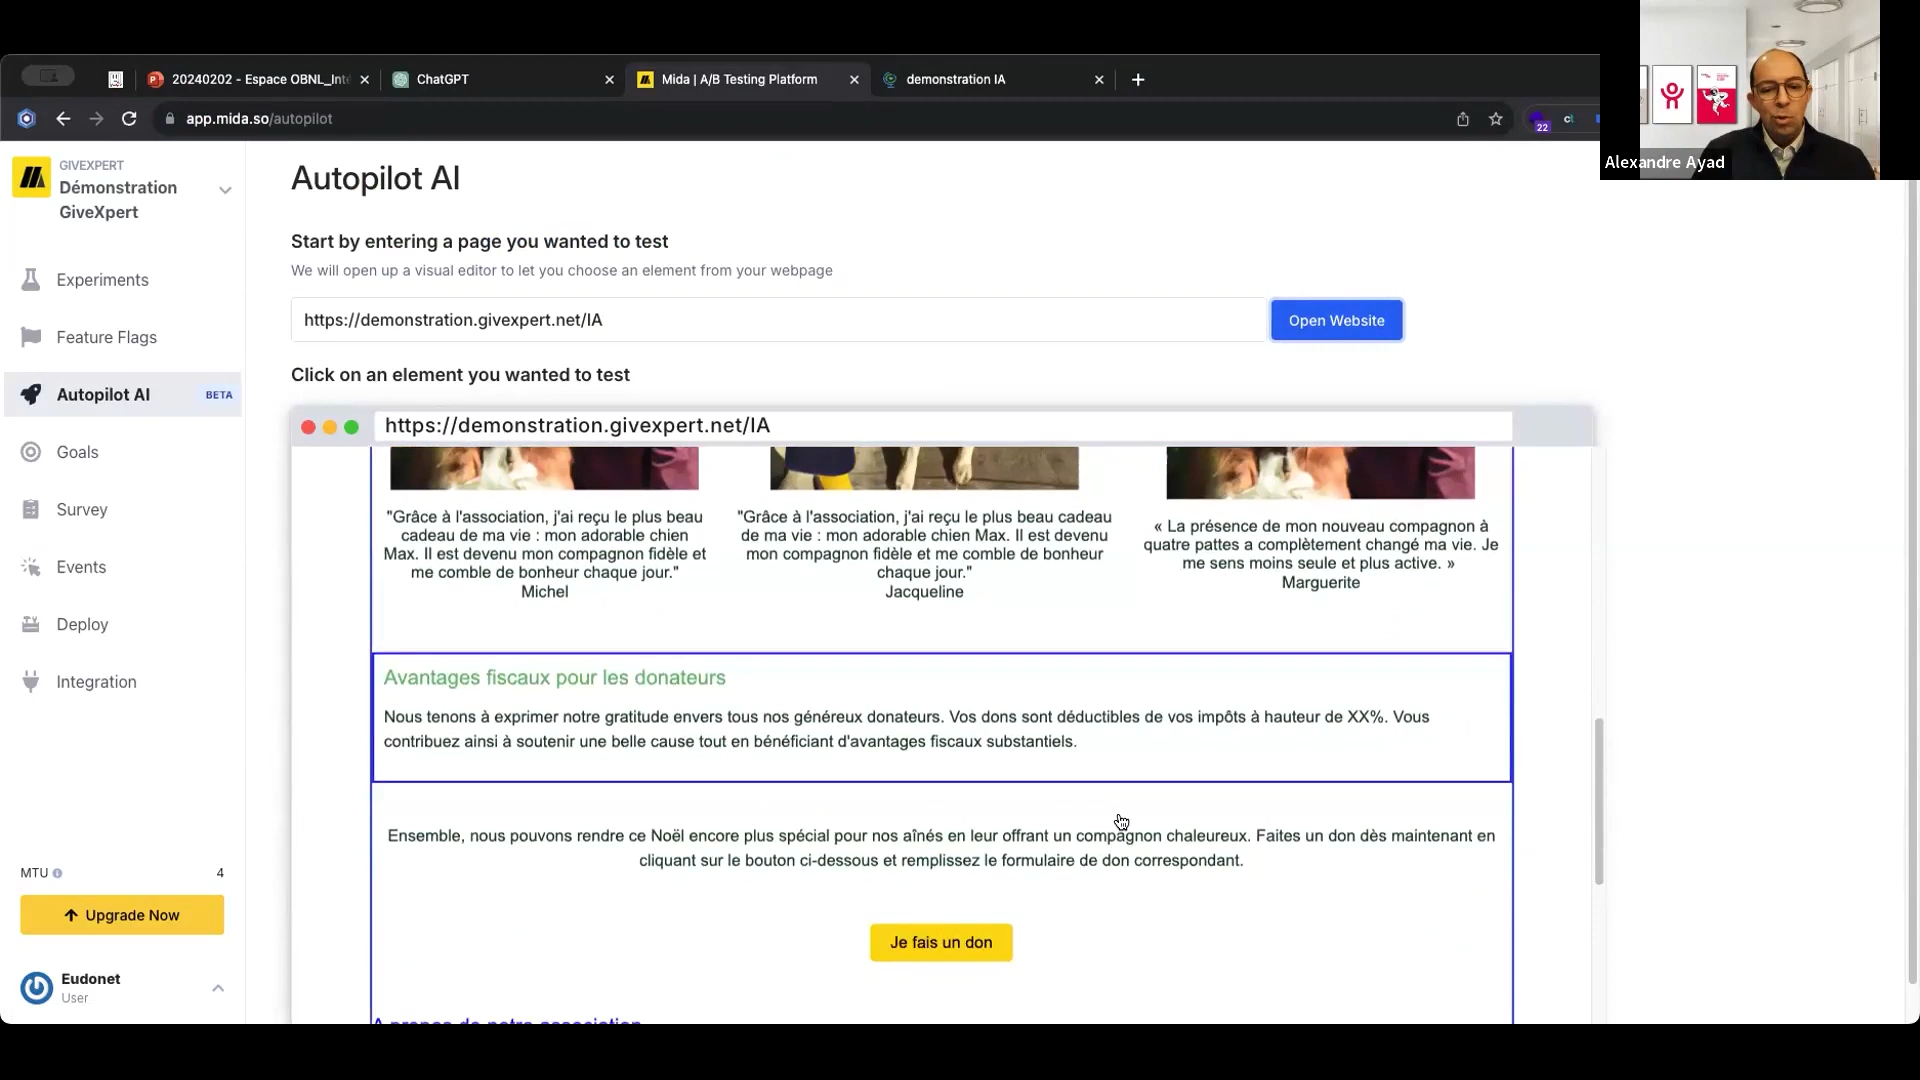 20240202 - Espace OBNL_Int
ChatGPT
Mida | A/B Testing Platform
demonstration IA
app.mida.so/autopilot
22
Alexandre Ayad
GIVEXPERT
Démonstration
GiveXpert
Experiments
Feature Flags
Autopilot AI
BETA
Goals
Survey
Events
Deploy
Integration
MTU
4
Upgrade Now
Eudonet
User
Autopilot AI
Start by entering a page you wanted to test
We will open up a visual editor to let you choose an element from your webpage
https://demonstration.givexpert.net/IA
Open Website
Click on an element you wanted to test
https://demonstration.givexpert.net/IA
"Grâce à l'association, j'ai reçu le plus beau
cadeau de ma vie : mon adorable chien
Max. Il est devenu mon compagnon fidèle et
me comble de bonheur chaque jour."
Michel
"Grâce à l'association, j'ai reçu le plus beau cadeau
de ma vie : mon adorable chien Max. Il est devenu
mon compagnon fidèle et me comble de bonheur
chaque jour."
Jacqueline
« La présence de mon nouveau compagnon à
quatre pattes a complètement changé ma vie. Je
me sens moins seule et plus active. »
Marguerite
Avantages fiscaux pour les donateurs
Nous tenons à exprimer notre gratitude envers tous nos généreux donateurs. Vos dons sont déductibles de vos impôts à hauteur de XX%. Vous
contribuez ainsi à soutenir une belle cause tout en bénéficiant d'avantages fiscaux substantiels.
Ensemble, nous pouvons rendre ce Noël encore plus spécial pour nos aînés en leur offrant un compagnon chaleureux. Faites un don dès maintenant en
cliquant sur le bouton ci-dessous et remplissez le formulaire de don correspondant.
Je fais un don
A propos de notre association